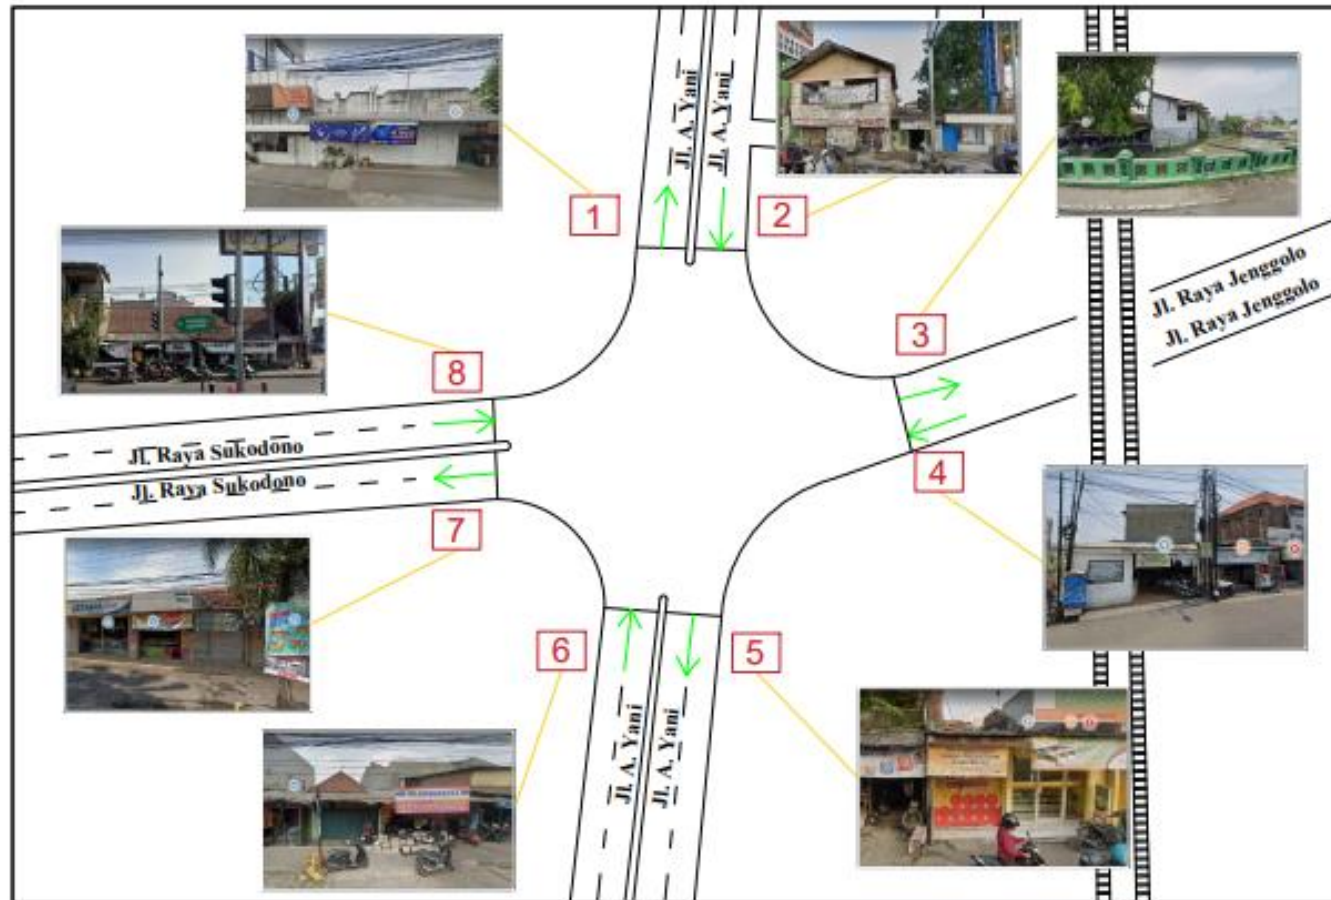 Jl. A. Yani
Jl. A. Yani
1
2
3
Jl. Raya Jenggolo
Jl. Raya Jenggolo
8
Jl. Raya Sukodono
Jl. Raya Sukodono
4
7
6
5
Jl. A. Yani
Jl. A. Yani